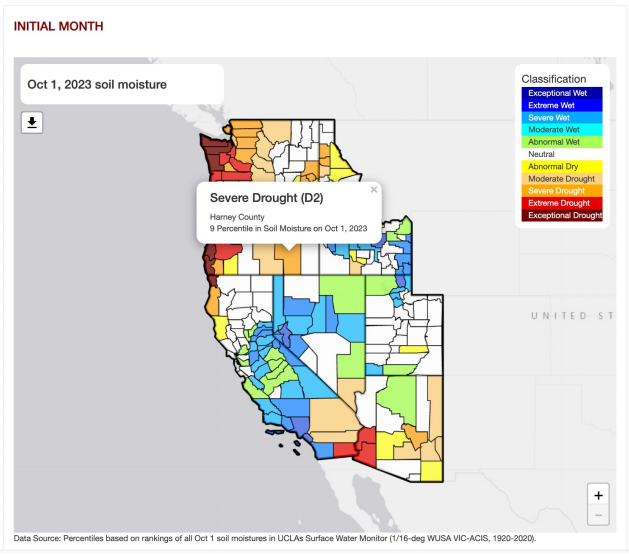 INITIAL MONTH
Oct 1, 2023 soil moisture
Classification
Exceptional Wet
Extreme Wet
Severe Wet
Moderate Wet
Abnormal Wet
Neutral
Abnormal Dry
Moderate Drought
Severe Drought
Extreme Drought
Exceptional Drought
Severe Drought (D2)
×
Harney County
9 Percentile in Soil Moisture on Oct 1, 2023
UNITED ST
+
−
Data Source: Percentiles based on rankings of all Oct 1 soil moistures in UCLAs Surface Water Monitor (1/16-deg WUSA VIC-ACIS, 1920-2020).